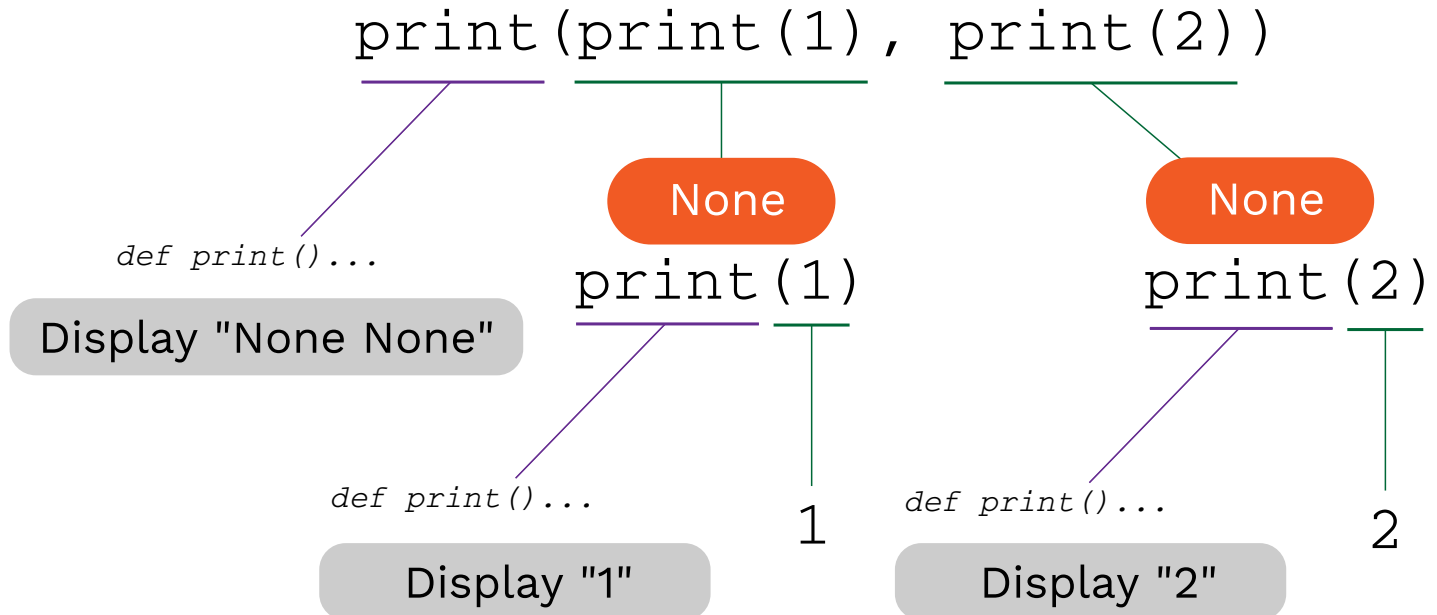 print(print(1), print(2))
None
None
def print()...
print(1)
print(2)
Display "None None"
def print()...
1
def print()...
2
Display "1"
Display "2"